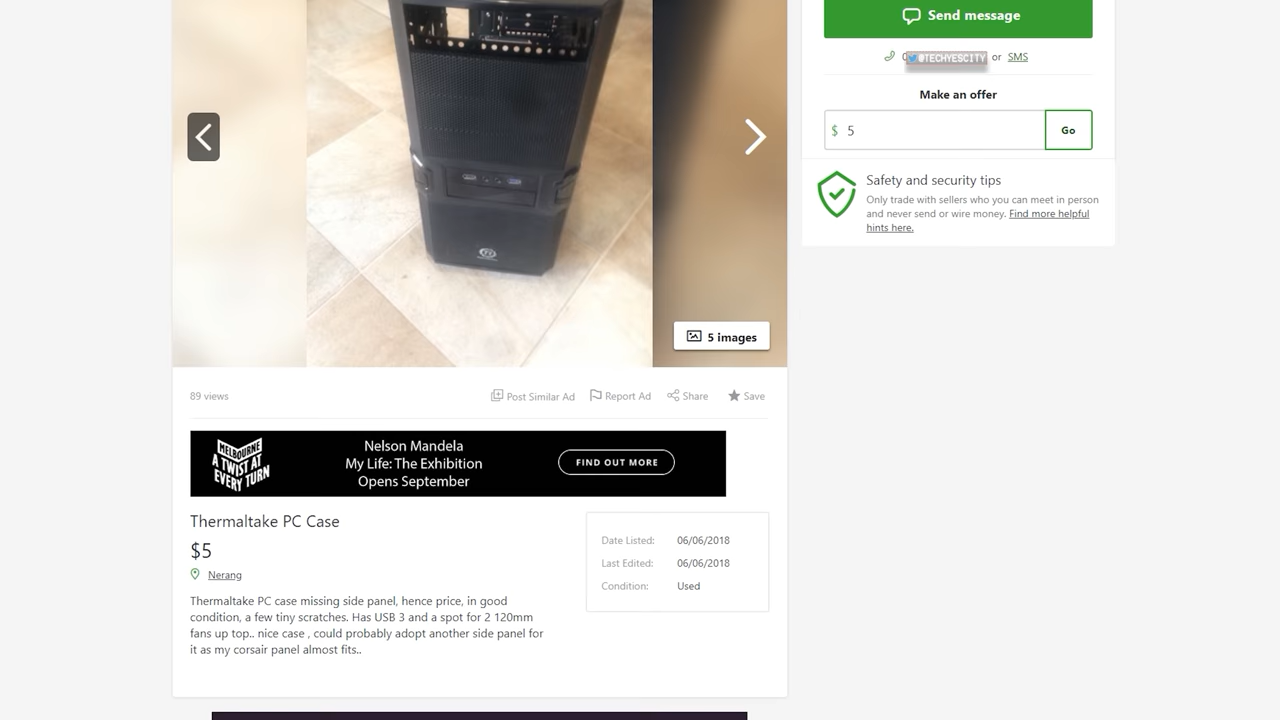 Send message
@TECHYESCITY or SMS
Make an offer
$ 5 Go
Safety and security tips
Only trade with sellers who you can meet in person
and never send or wire money. Find more helpful
hints here.
5 images
89 views Post Similar Ad Report Ad Share Save
MELBOURNE
A TWIST AT
EVERY TURN
Nelson Mandela
My Life: The Exhibition
Opens September
FIND OUT MORE
Thermaltake PC Case
$5
Nerang
Thermaltake PC case missing side panel, hence price, in good
condition, a few tiny scratches. Has USB 3 and a spot for 2 120mm
fans up top.. nice case , could probably adopt another side panel for
it as my corsair panel almost fits..
Date Listed: 06/06/2018
Last Edited: 06/06/2018
Condition: Used